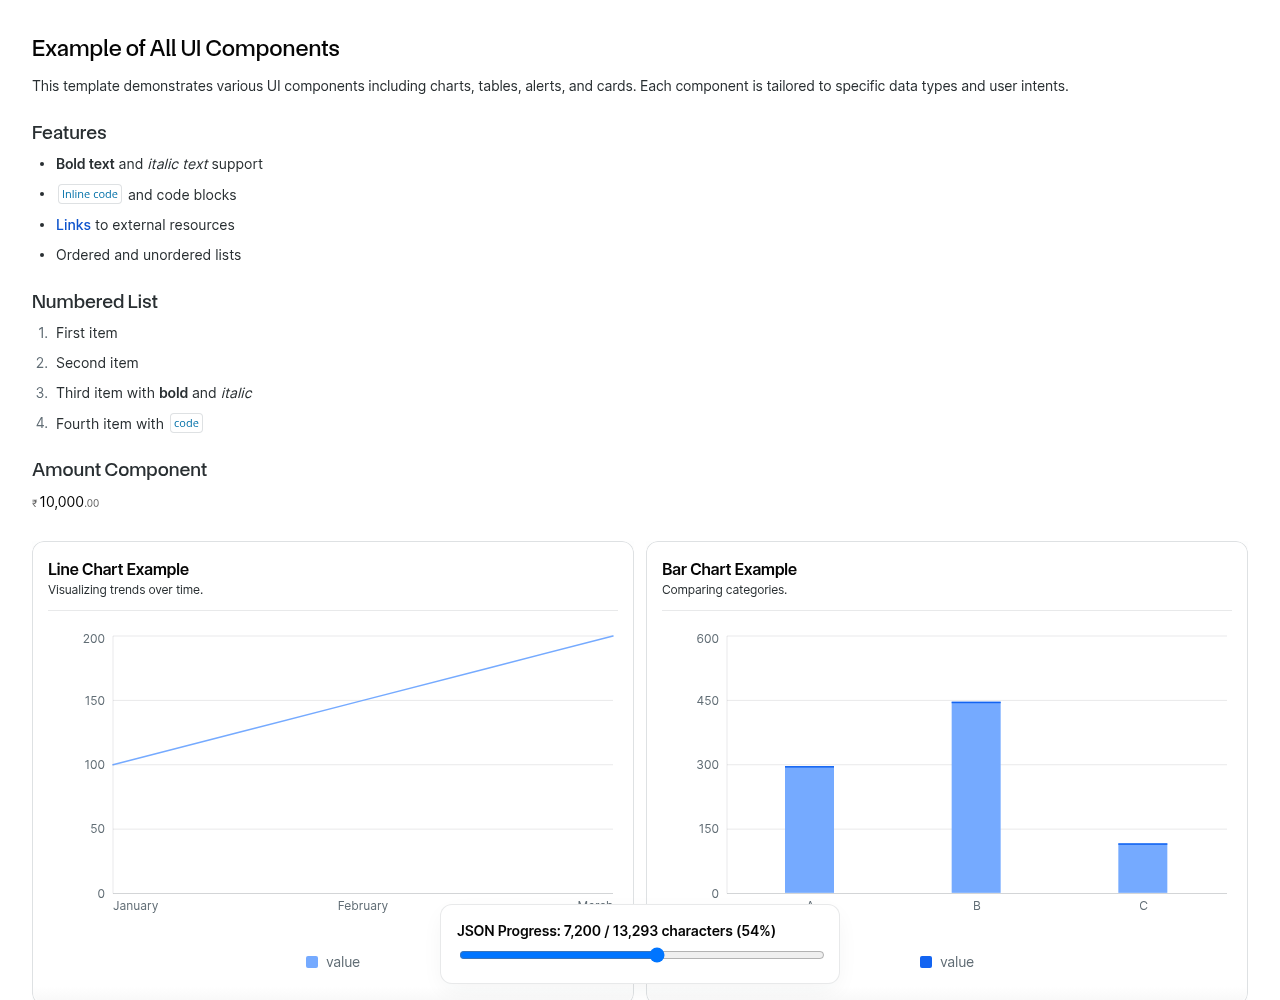 Example of All UI Components
This template demonstrates various UI components including charts, tables, alerts, and cards. Each component is tailored to specific data types and user intents.
Features
• Bold text and italic text support
• Inline code and code blocks
• Links to external resources
• Ordered and unordered lists
Numbered List
1. First item
2. Second item
3. Third item with bold and italic
4. Fourth item with code
Amount Component
₹10,000.00
Line Chart Example
Visualizing trends over time.
200
150
100
50
0
January February March
value
Bar Chart Example
Comparing categories.
600
450
300
150
0
A B C
value
JSON Progress: 7,200 / 13,293 characters (54%)